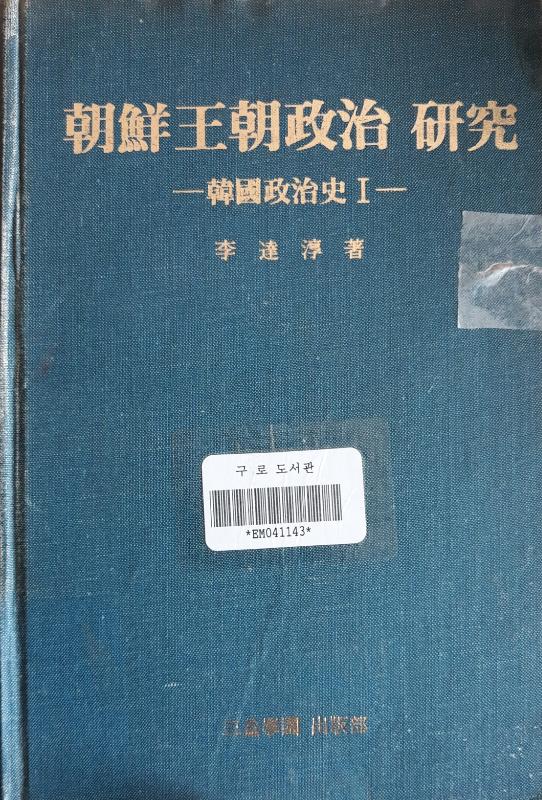 朝鮮王朝政治 研究
—韓國政治史 I—
李達淳著
구로도서관
*EM041143*
三益學園 出版部